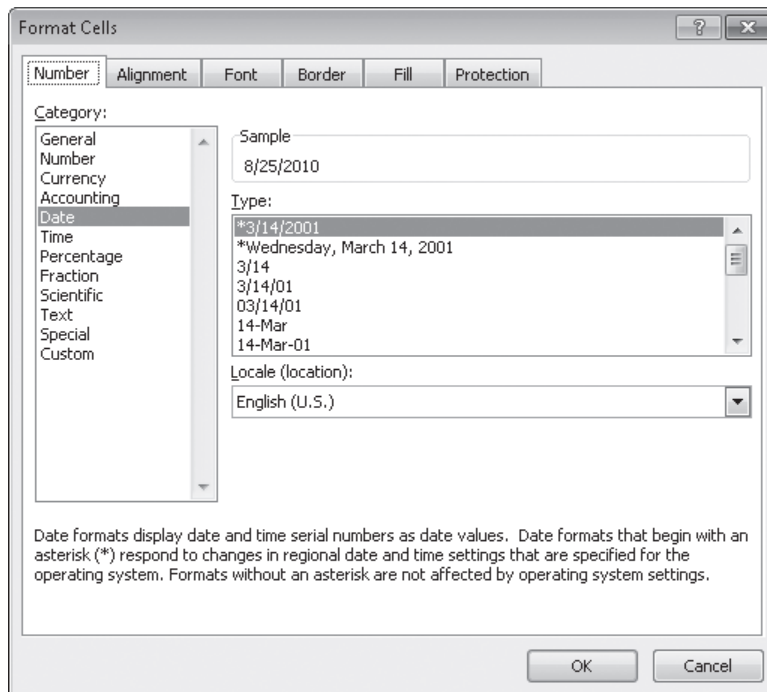 Format Cells
Number
Alignment
Font
Border
Fill
Protection
Category:
General
Number
Currency
Accounting
Date
Time
Percentage
Fraction
Scientific
Text
Special
Custom
Sample
8/25/2010
Type:
*3/14/2001
*Wednesday, March 14, 2001
3/14
3/14/01
03/14/01
14-Mar
14-Mar-01
Locale (location):
English (U.S.)
Date formats display date and time serial numbers as date values.  Date formats that begin with an
asterisk (*) respond to changes in regional date and time settings that are specified for the
operating system. Formats without an asterisk are not affected by operating system settings.
OK
Cancel